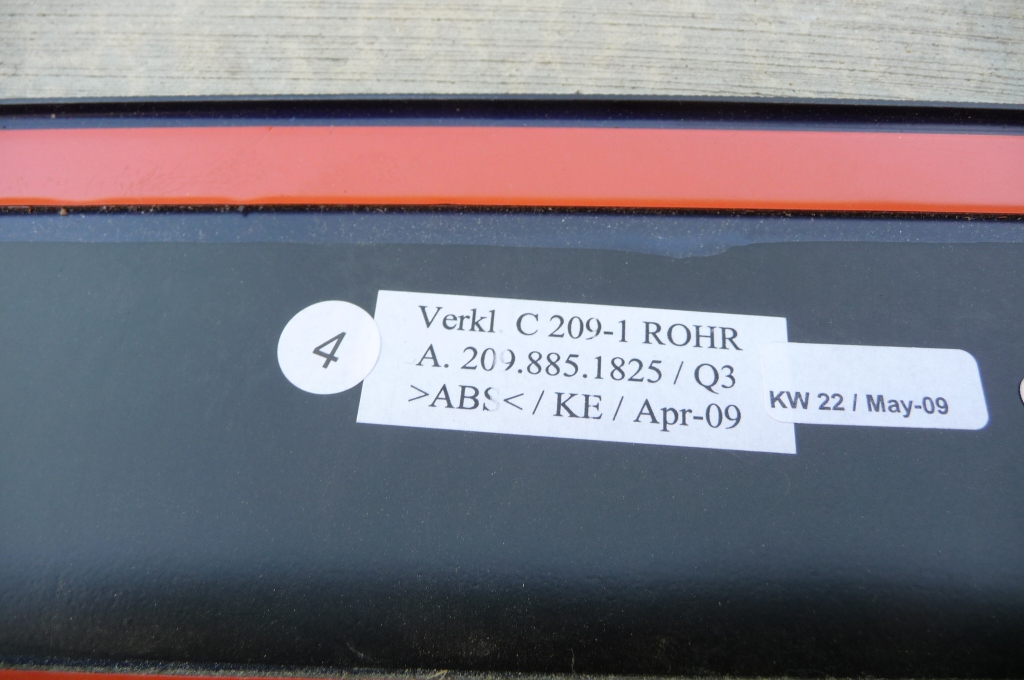 4
Verkl. C 209-1 ROHR
A. 209.885.1825 / Q3
>ABS< / KE / Apr-09
KW 22 / May-09